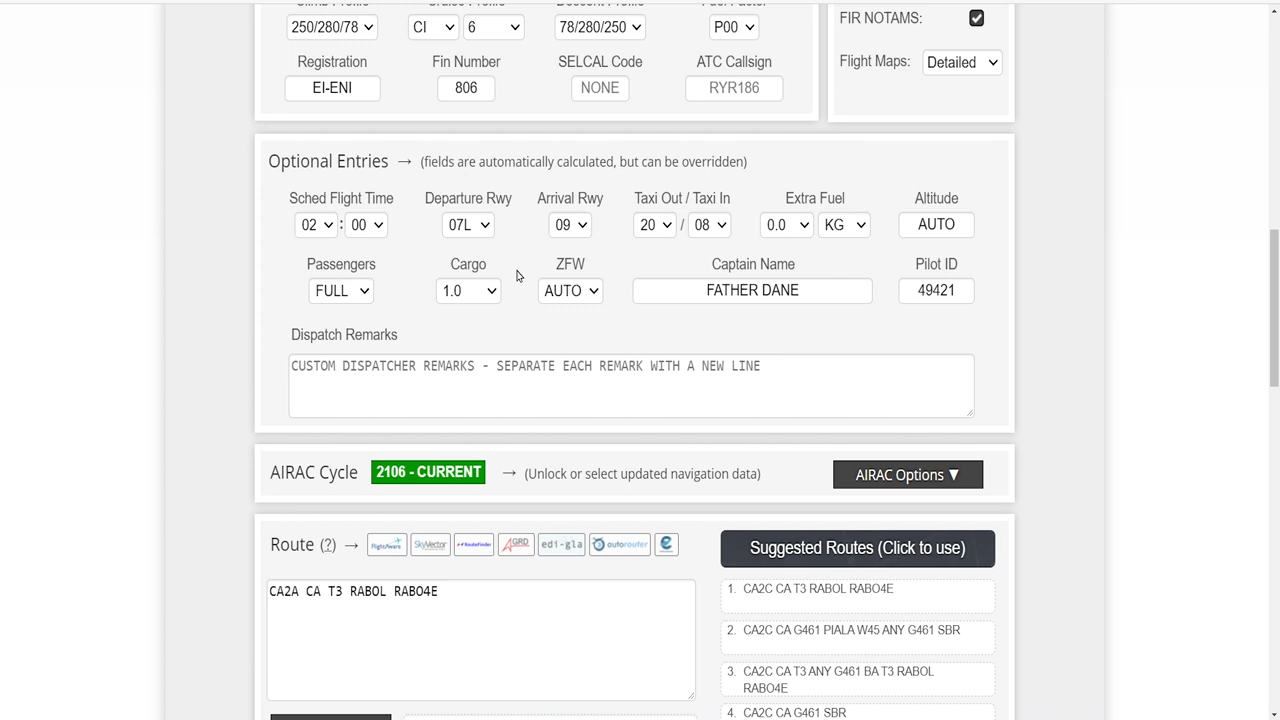 250/280/78 CI 6 78/280/250 P00
Registration Fin Number SELCAL Code ATC Callsign
EI-ENI 806 NONE RYR186
FIR NOTAMS:
Flight Maps: Detailed
Optional Entries → (fields are automatically calculated, but can be overridden)
Sched Flight Time Departure Rwy Arrival Rwy Taxi Out / Taxi In Extra Fuel Altitude
02 : 00 07L 09 20 / 08 0.0 KG AUTO
Passengers Cargo ZFW Captain Name Pilot ID
FULL 1.0 AUTO FATHER DANE 49421
Dispatch Remarks
CUSTOM DISPATCHER REMARKS - SEPARATE EACH REMARK WITH A NEW LINE
AIRAC Cycle 2106 - CURRENT → (Unlock or select updated navigation data) AIRAC Options ▼
Route (?) → FlightAware SkyVector RouteFinder GRD edi-gla autorouter
CA2A CA T3 RABOL RABO4E
Suggested Routes (Click to use)
1. CA2C CA T3 RABOL RABO4E
2. CA2C CA G461 PIALA W45 ANY G461 SBR
3. CA2C CA T3 ANY G461 BA T3 RABOL
RABO4E
4. CA2C CA G461 SBR